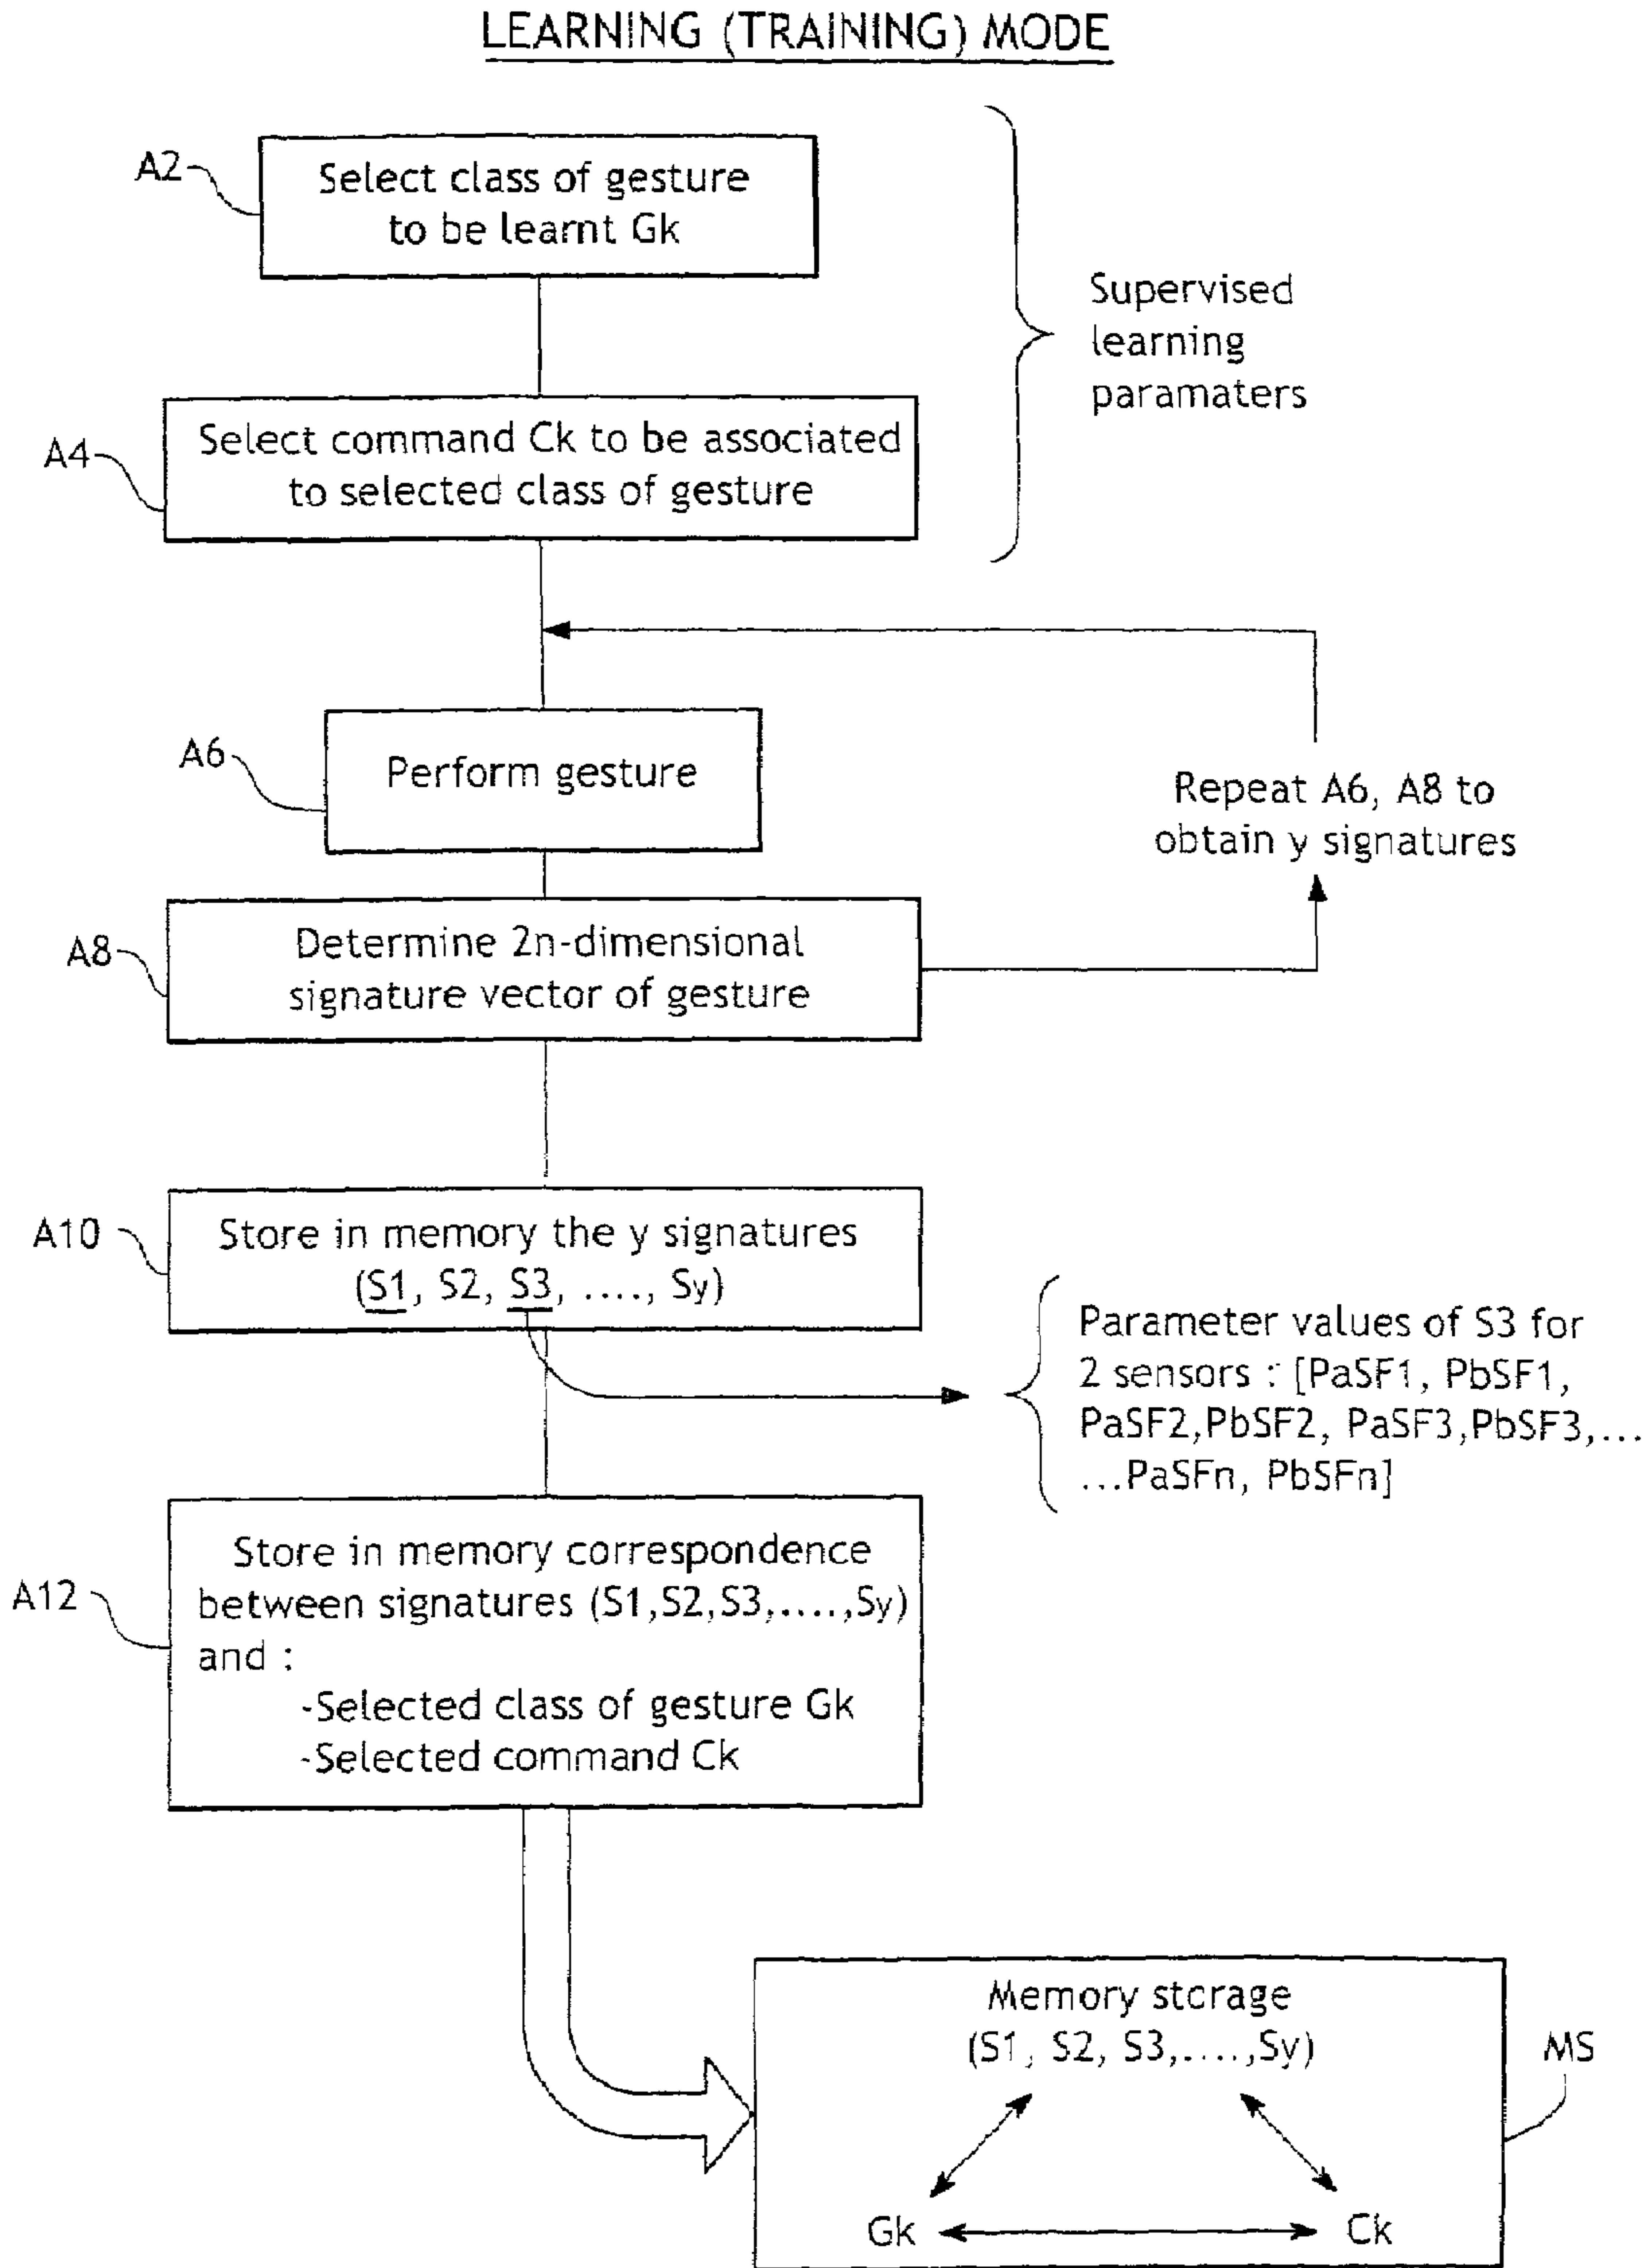 LEARNING (TRAINING) MODE
A2
Select class of gesture
to be learnt Gk
Supervised
learning
paramaters
A4
Select command Ck to be associated
to selected class of gesture
A6
Perform gesture
Repeat A6, A8 to
obtain y signatures
A8
Determine 2n-dimensional
signature vector of gesture
A10
Store in memory the y signatures
(S1, S2, S3, ...., Sy)
Parameter values of S3 for
2 sensors : [PaSF1, PbSF1,
PaSF2,PbSF2, PaSF3,PbSF3,...
...PaSFn, PbSFn]
A12
Store in memory correspondence
between signatures (S1,S2,S3,....,Sy)
and :
-Selected class of gesture Gk
-Selected command Ck
Memory storage
(S1, S2, S3,....,Sy)
MS
Gk
Ck